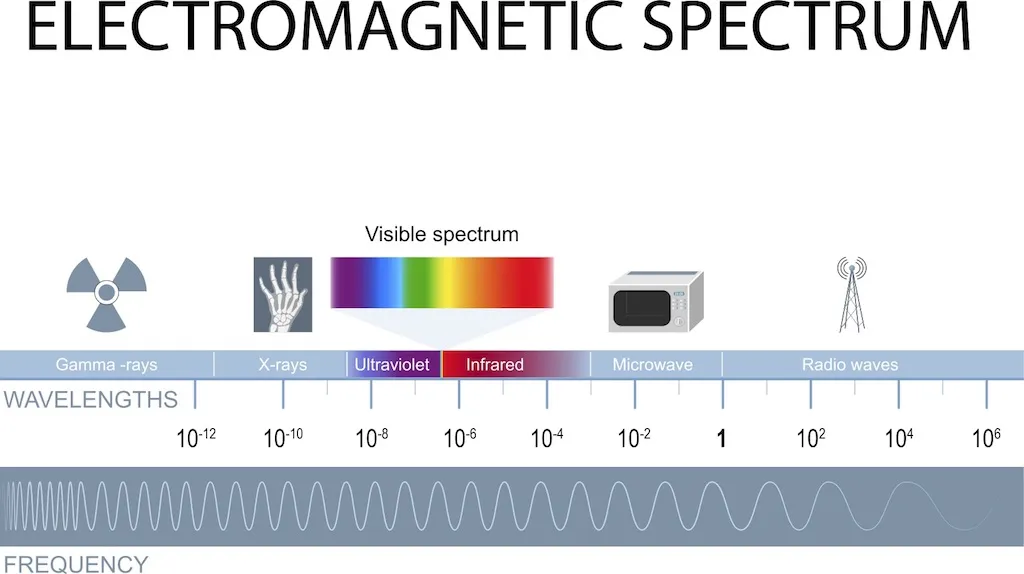 ELECTROMAGNETIC SPECTRUM
Visible spectrum
Gamma -rays X-rays Ultraviolet Infrared Microwave Radio waves
WAVELENGTHS
10⁻¹² 10⁻¹⁰ 10⁻⁸ 10⁻⁶ 10⁻⁴ 10⁻² 1 10² 10⁴ 10⁶
FREQUENCY